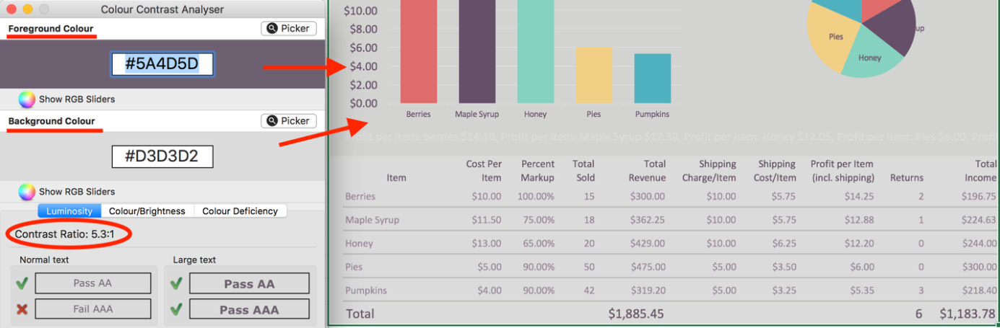 Colour Contrast Analyser
Foreground Colour
Picker
#5A4D5D
Show RGB Sliders
Background Colour
Picker
#D3D3D2
Show RGB Sliders
Luminosity Colour/Brightness Colour Deficiency
Contrast Ratio: 5.3:1
Normal text Large text
Pass AA Pass AA
Fail AAA Pass AAA
$10.00
$8.00
$6.00
$4.00
$2.00
$0.00
Berries Maple Syrup Honey Pies Pumpkins
Pies
Honey
Profit per Item: berries $14.10, Profit per Item: Maple Syrup $12.30, Profit per Item: Honey $12.05, Profit per Item: Pies $6.00,
Cost Per Percent Total Total Shipping Shipping Profit per Item Total
Item Item Markup Sold Revenue Charge/Item Cost/Item (incl. shipping) Returns Income
Berries $10.00 100.00% 15 $300.00 $10.00 $5.75 $14.25 2 $196.75
Maple Syrup $11.50 75.00% 18 $362.25 $10.00 $5.75 $12.88 1 $224.63
Honey $13.00 65.00% 20 $429.00 $10.00 $6.25 $12.20 0 $244.00
Pies $5.00 90.00% 50 $475.00 $5.00 $3.50 $6.00 0 $300.00
Pumpkins $4.00 90.00% 42 $319.20 $5.00 $3.25 $5.35 3 $218.40
Total $1,885.45 6 $1,183.78